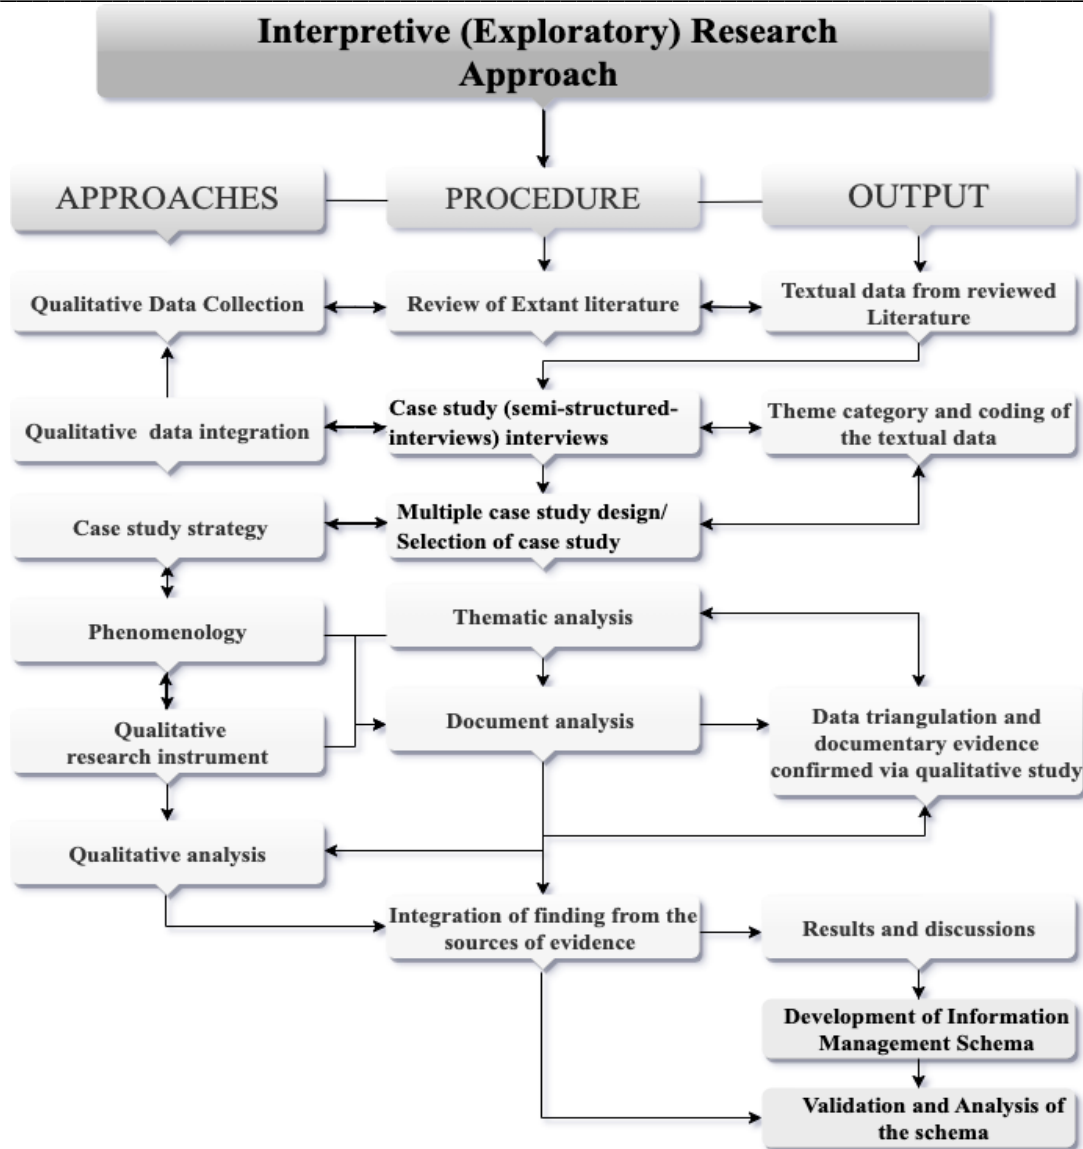 Interpretive (Exploratory) Research
Approach
APPROACHES
PROCEDURE
OUTPUT
Qualitative Data Collection
Review of Extant literature
Textual data from reviewed
Literature
Qualitative data integration
Case study (semi-structured-
interviews) interviews
Theme category and coding of
the textual data
Case study strategy
Multiple case study design/
Selection of case study
Phenomenology
Thematic analysis
Qualitative
research instrument
Document analysis
Data triangulation and
documentary evidence
confirmed via qualitative study
Qualitative analysis
Integration of finding from the
sources of evidence
Results and discussions
Development of Information
Management Schema
Validation and Analysis of
the schema